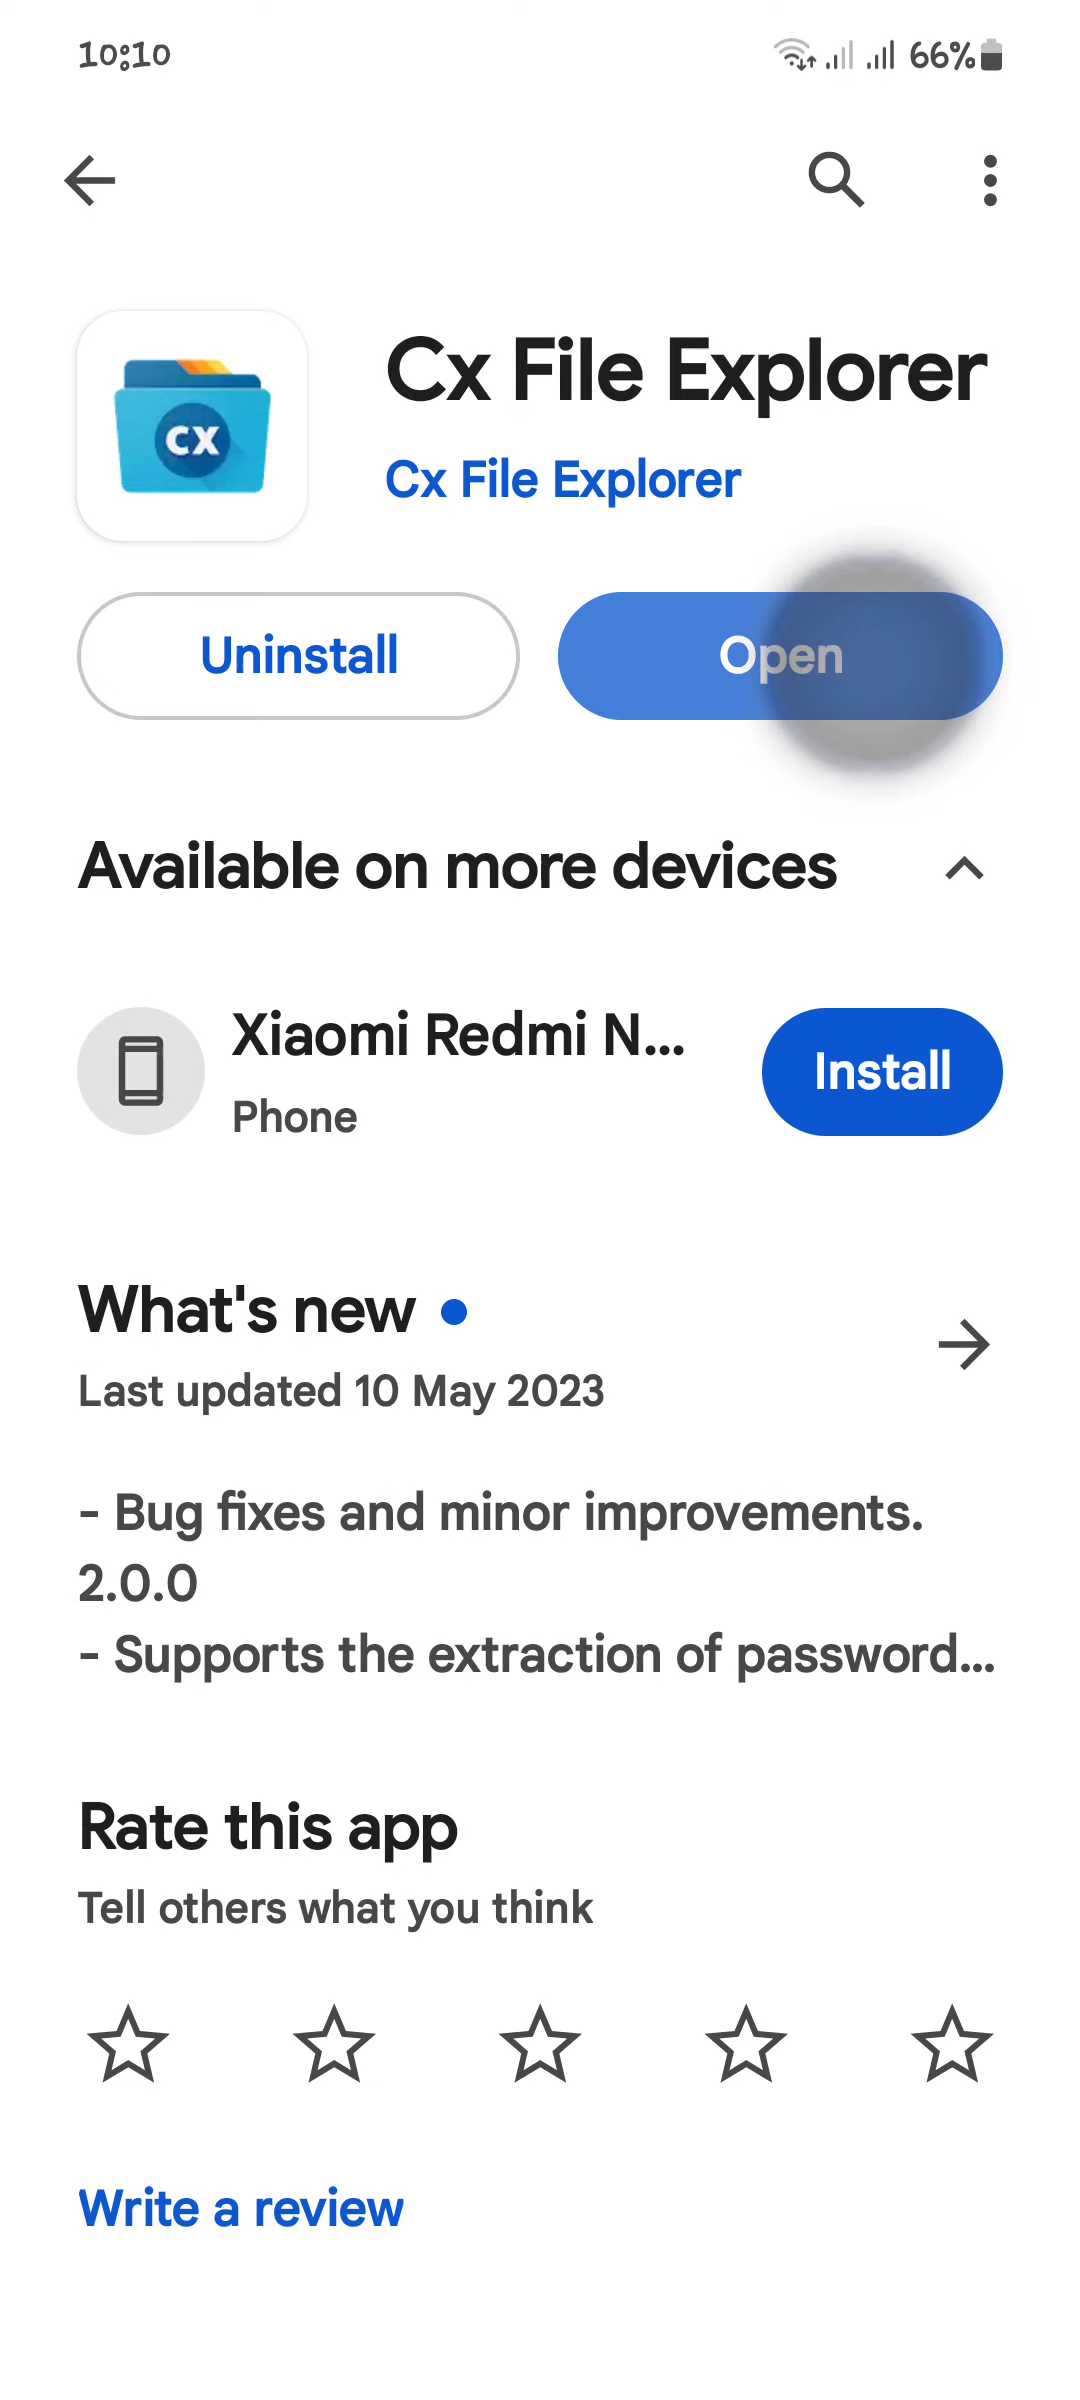 10:10
66%
CX
Cx File Explorer
Cx File Explorer
Uninstall
Open
Available on more devices
Xiaomi Redmi N...
Phone
Install
What's new
Last updated 10 May 2023
- Bug fixes and minor improvements.
2.0.0
- Supports the extraction of password...
Rate this app
Tell others what you think
Write a review